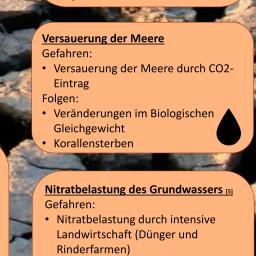 Versauerung der Meere
Gefahren:
• Versauerung der Meere durch CO2-
Eintrag
Folgen:
• Veränderungen im Biologischen
Gleichgewicht
• Korallensterben
Nitratbelastung des Grundwassers [5]
Gefahren:
• Nitratbelastung durch intensive
Landwirtschaft (Dünger und
Rinderfarmen)